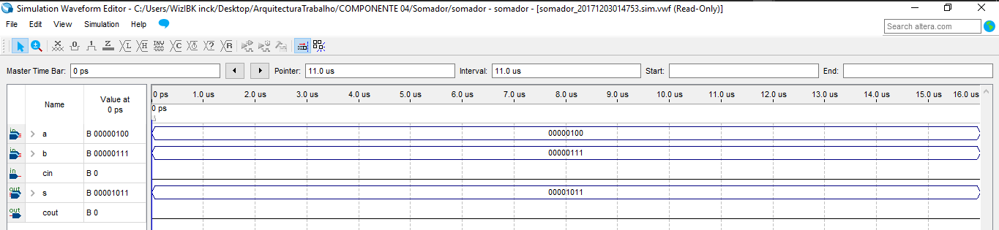 Simulation Waveform Editor - C:/Users/WizIBK inck/Desktop/ArquitecturaTrabalho/COMPONENTE 04/Somador/somador - somador - [somador_20171203014753.sim.vwf (Read-Only)]
File Edit View Simulation Help
Search altera.com
Master Time Bar: 0 ps Pointer: 11.0 us Interval: 11.0 us Start: End:
Name Value at 0 ps
0 ps 1.0 us 2.0 us 3.0 us 4.0 us 5.0 us 6.0 us 7.0 us 8.0 us 9.0 us 10.0 us 11.0 us 12.0 us 13.0 us 14.0 us 15.0 us 16.0 us
0 ps
in a B 00000100 00000100
in b B 00000111 00000111
in cin B 0
out s B 00001011 00001011
out cout B 0